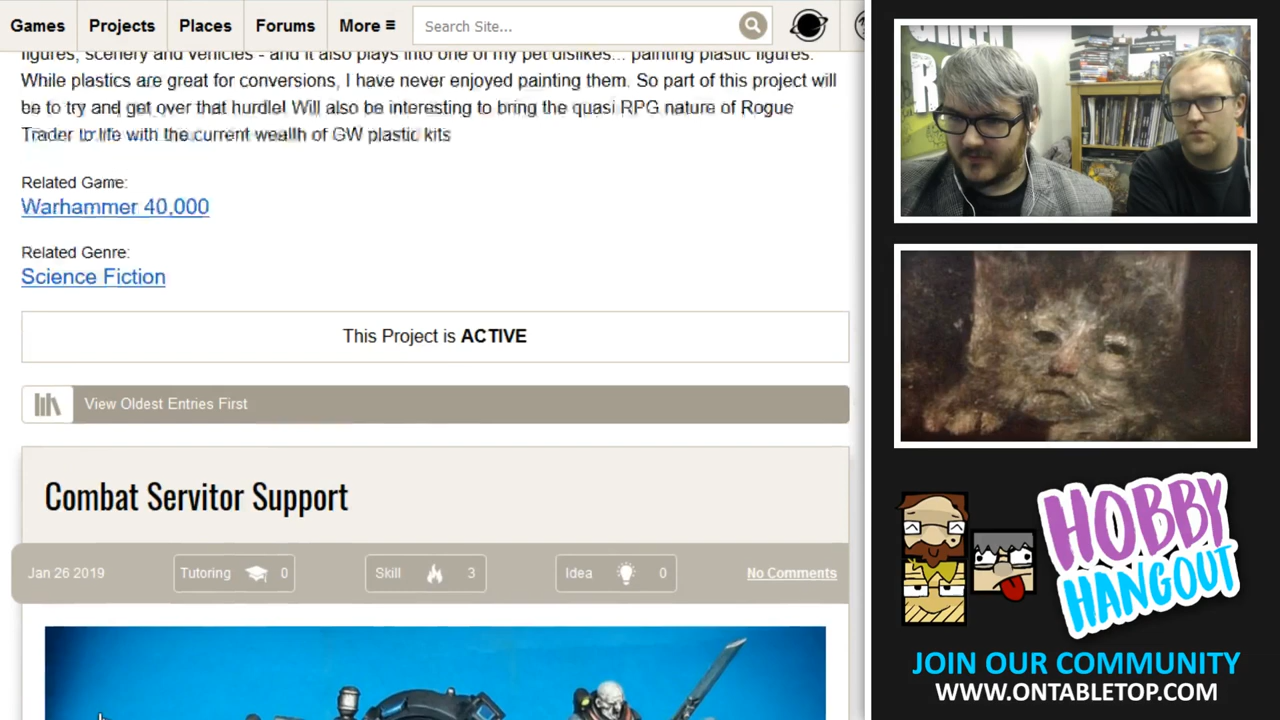 Games
Projects
Places
Forums
More ≡
Search Site...
figures, scenery and vehicles - and it also plays into one of my pet dislikes... painting plastic figures.
While plastics are great for conversions, I have never enjoyed painting them. So part of this project will
be to try and get over that hurdle! Will also be interesting to bring the quasi RPG nature of Rogue
Trader to life with the current wealth of GW plastic kits
Related Game:
Warhammer 40,000
Related Genre:
Science Fiction
This Project is ACTIVE
View Oldest Entries First
Combat Servitor Support
Jan 26 2019
Tutoring 0
Skill 3
Idea 0
No Comments
HOBBY
HANGOUT
JOIN OUR COMMUNITY
WWW.ONTABLETOP.COM